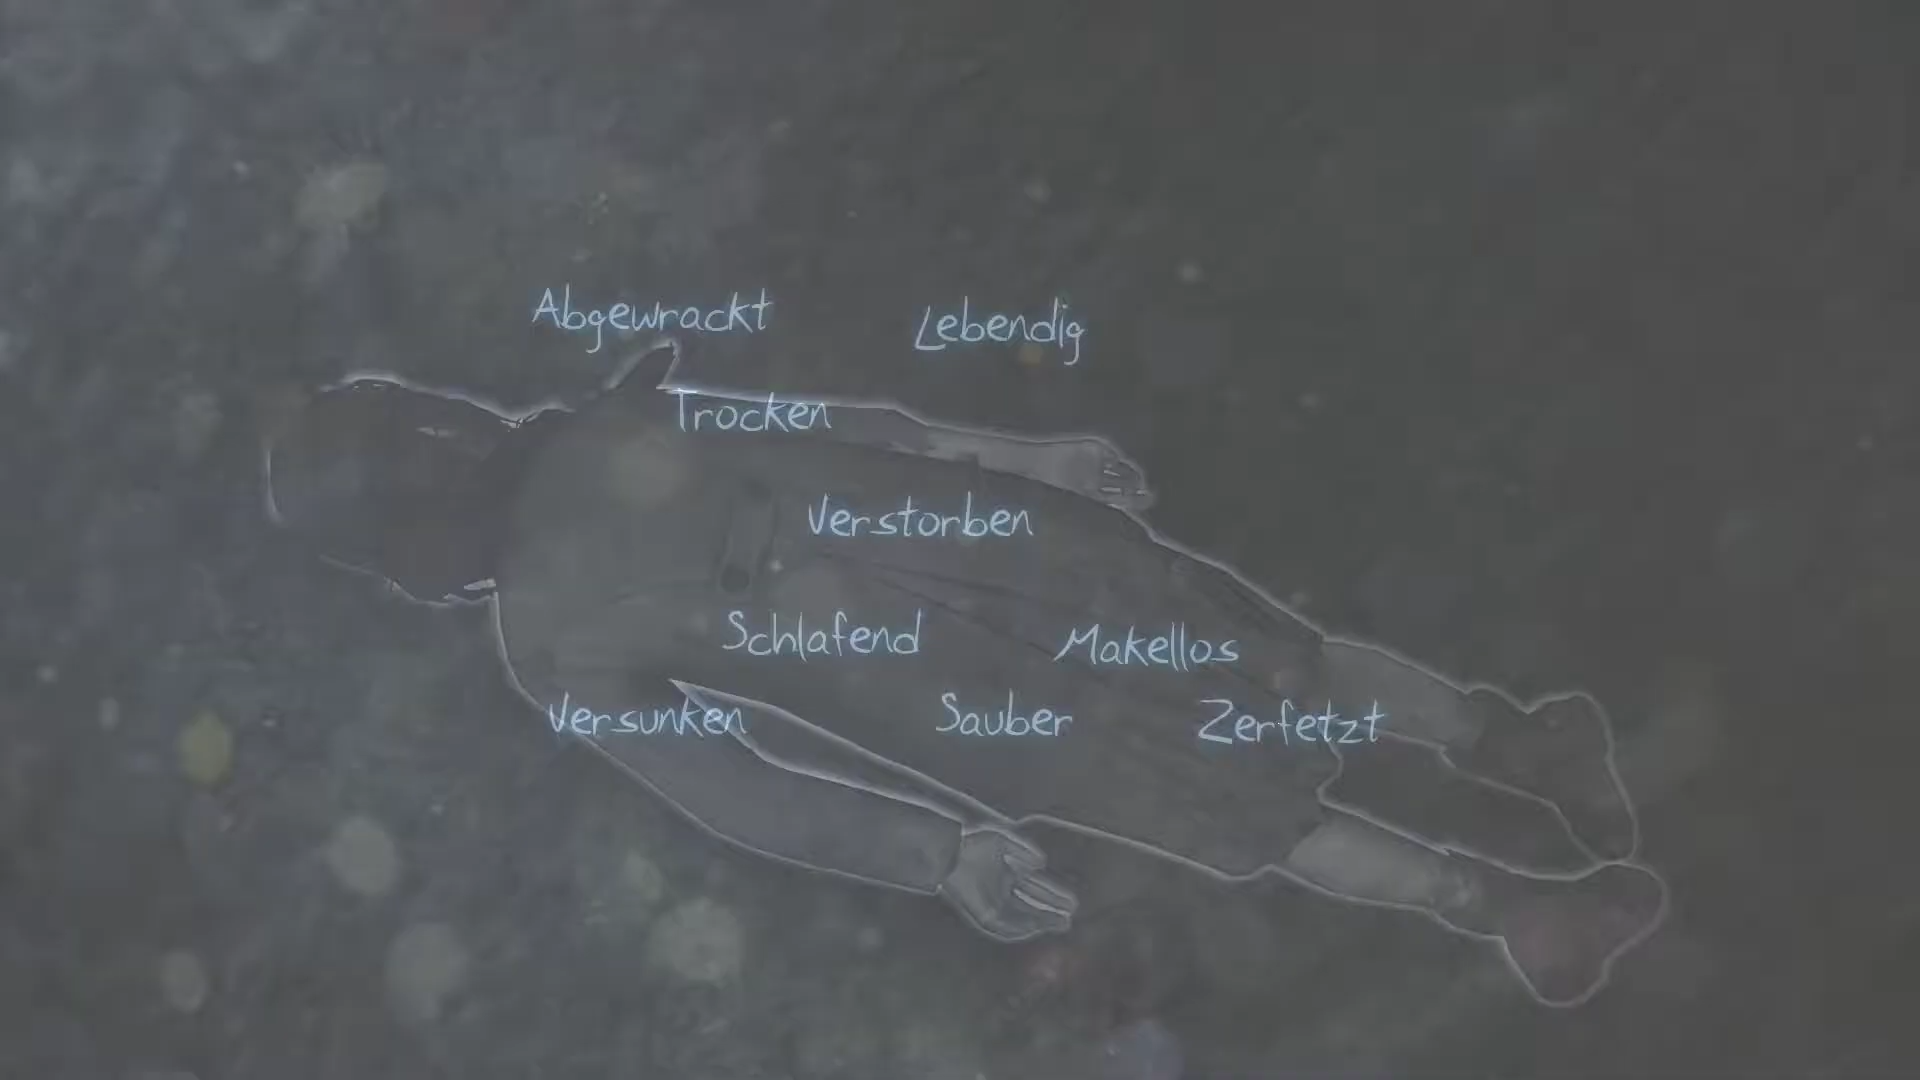 Abgewrackt
Lebendig
Trocken
Verstorben
Schlafend
Makellos
Versunken
Sauber
Zerfetzt